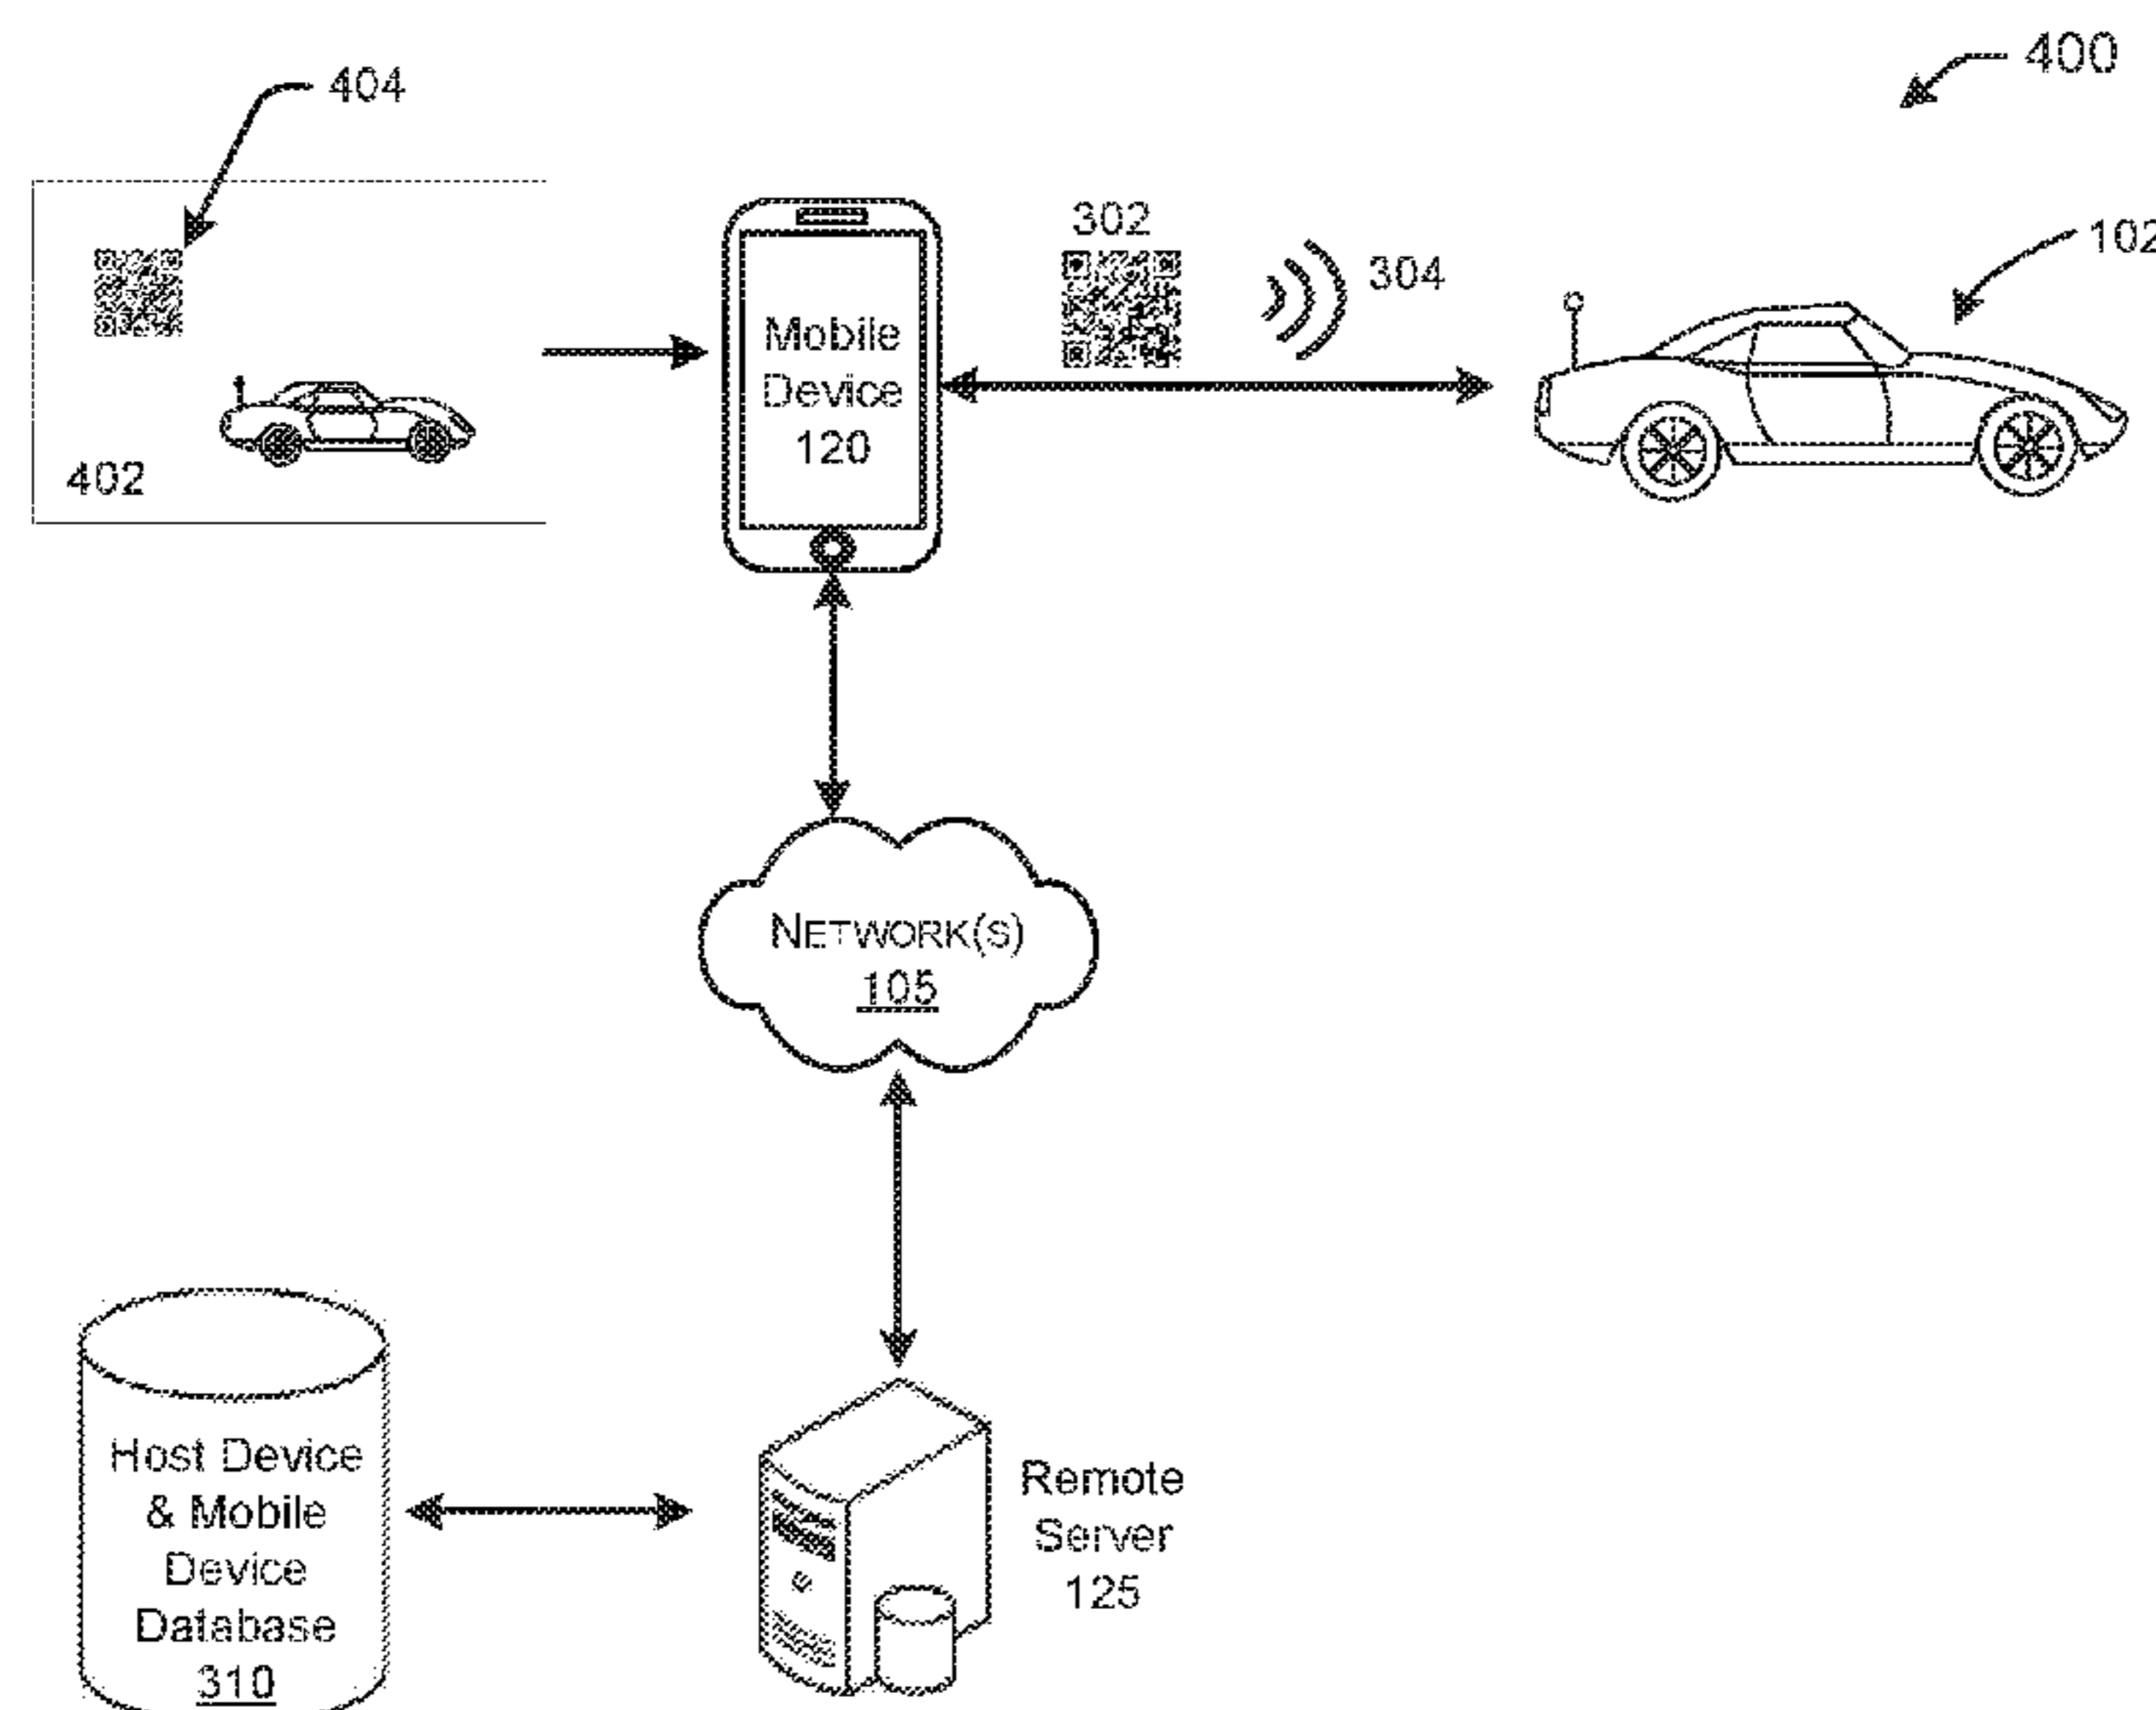 400
404
302
304
102
Mobile
Device
120
402
NETWORK(S)
105
Host Device
& Mobile
Device
Database
310
Remote
Server
125